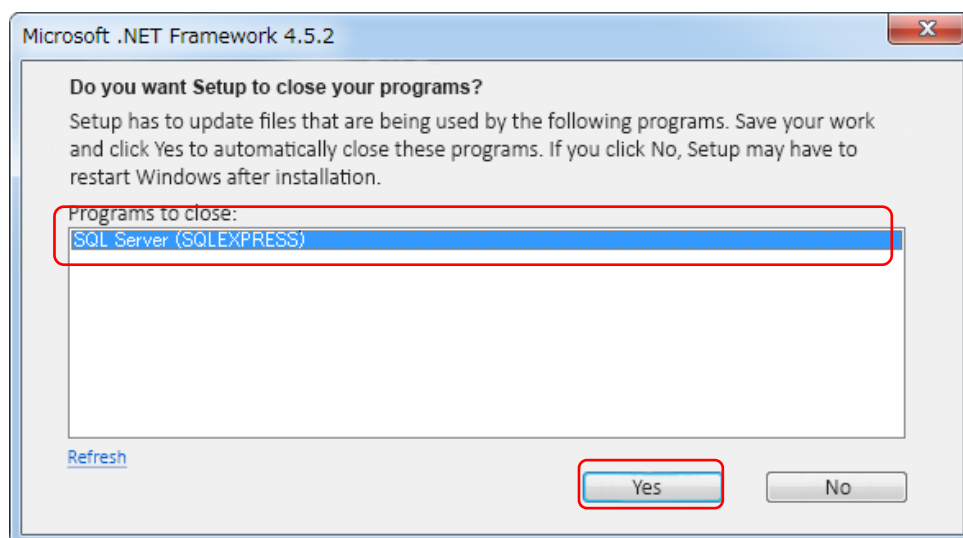 Microsoft .NET Framework 4.5.2
Do you want Setup to close your programs?
Setup has to update files that are being used by the following programs. Save your work
and click Yes to automatically close these programs. If you click No, Setup may have to
restart Windows after installation.
Programs to close:
SQL Server (SQLEXPRESS)
Refresh
Yes
No